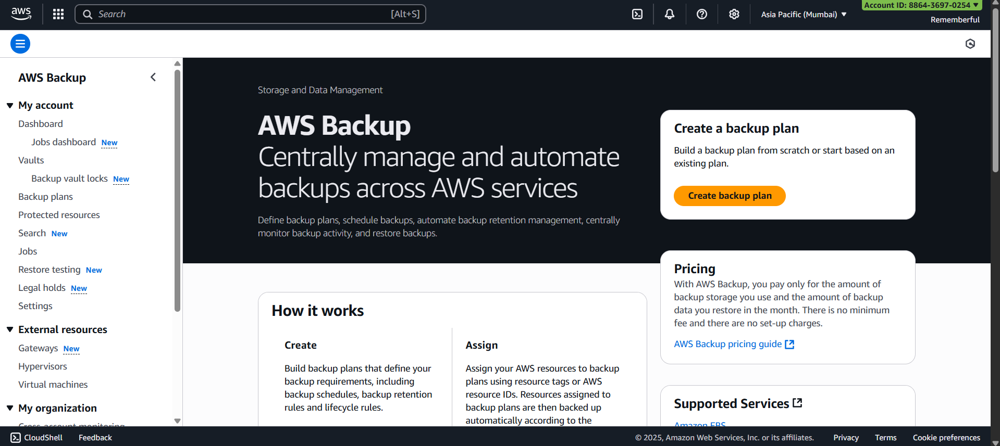 aws
Search
[Alt+S]
Asia Pacific (Mumbai)
Account ID: 8864-3697-0254
Rememberful
AWS Backup
My account
Dashboard
Jobs dashboard New
Vaults
Backup vault locks New
Backup plans
Protected resources
Search New
Jobs
Restore testing New
Legal holds New
Settings
External resources
Gateways New
Hypervisors
Virtual machines
My organization
Cross-account monitoring
Storage and Data Management
AWS Backup
Centrally manage and automate
backups across AWS services
Define backup plans, schedule backups, automate backup retention management, centrally
monitor backup activity, and restore backups.
Create a backup plan
Build a backup plan from scratch or start based on an
existing plan.
Create backup plan
Pricing
With AWS Backup, you pay only for the amount of
backup storage you use and the amount of backup
data you restore in the month. There is no minimum
fee and there are no set-up charges.
AWS Backup pricing guide
How it works
Create
Build backup plans that define your
backup requirements, including
backup schedules, backup retention
rules and lifecycle rules.
Assign
Assign your AWS resources to backup
plans using resource tags or AWS
resource IDs. Resources assigned to
backup plans are then backed up
automatically according to the
Supported Services
Amazon EBS
CloudShell
Feedback
© 2025, Amazon Web Services, Inc. or its affiliates.
Privacy
Terms
Cookie preferences